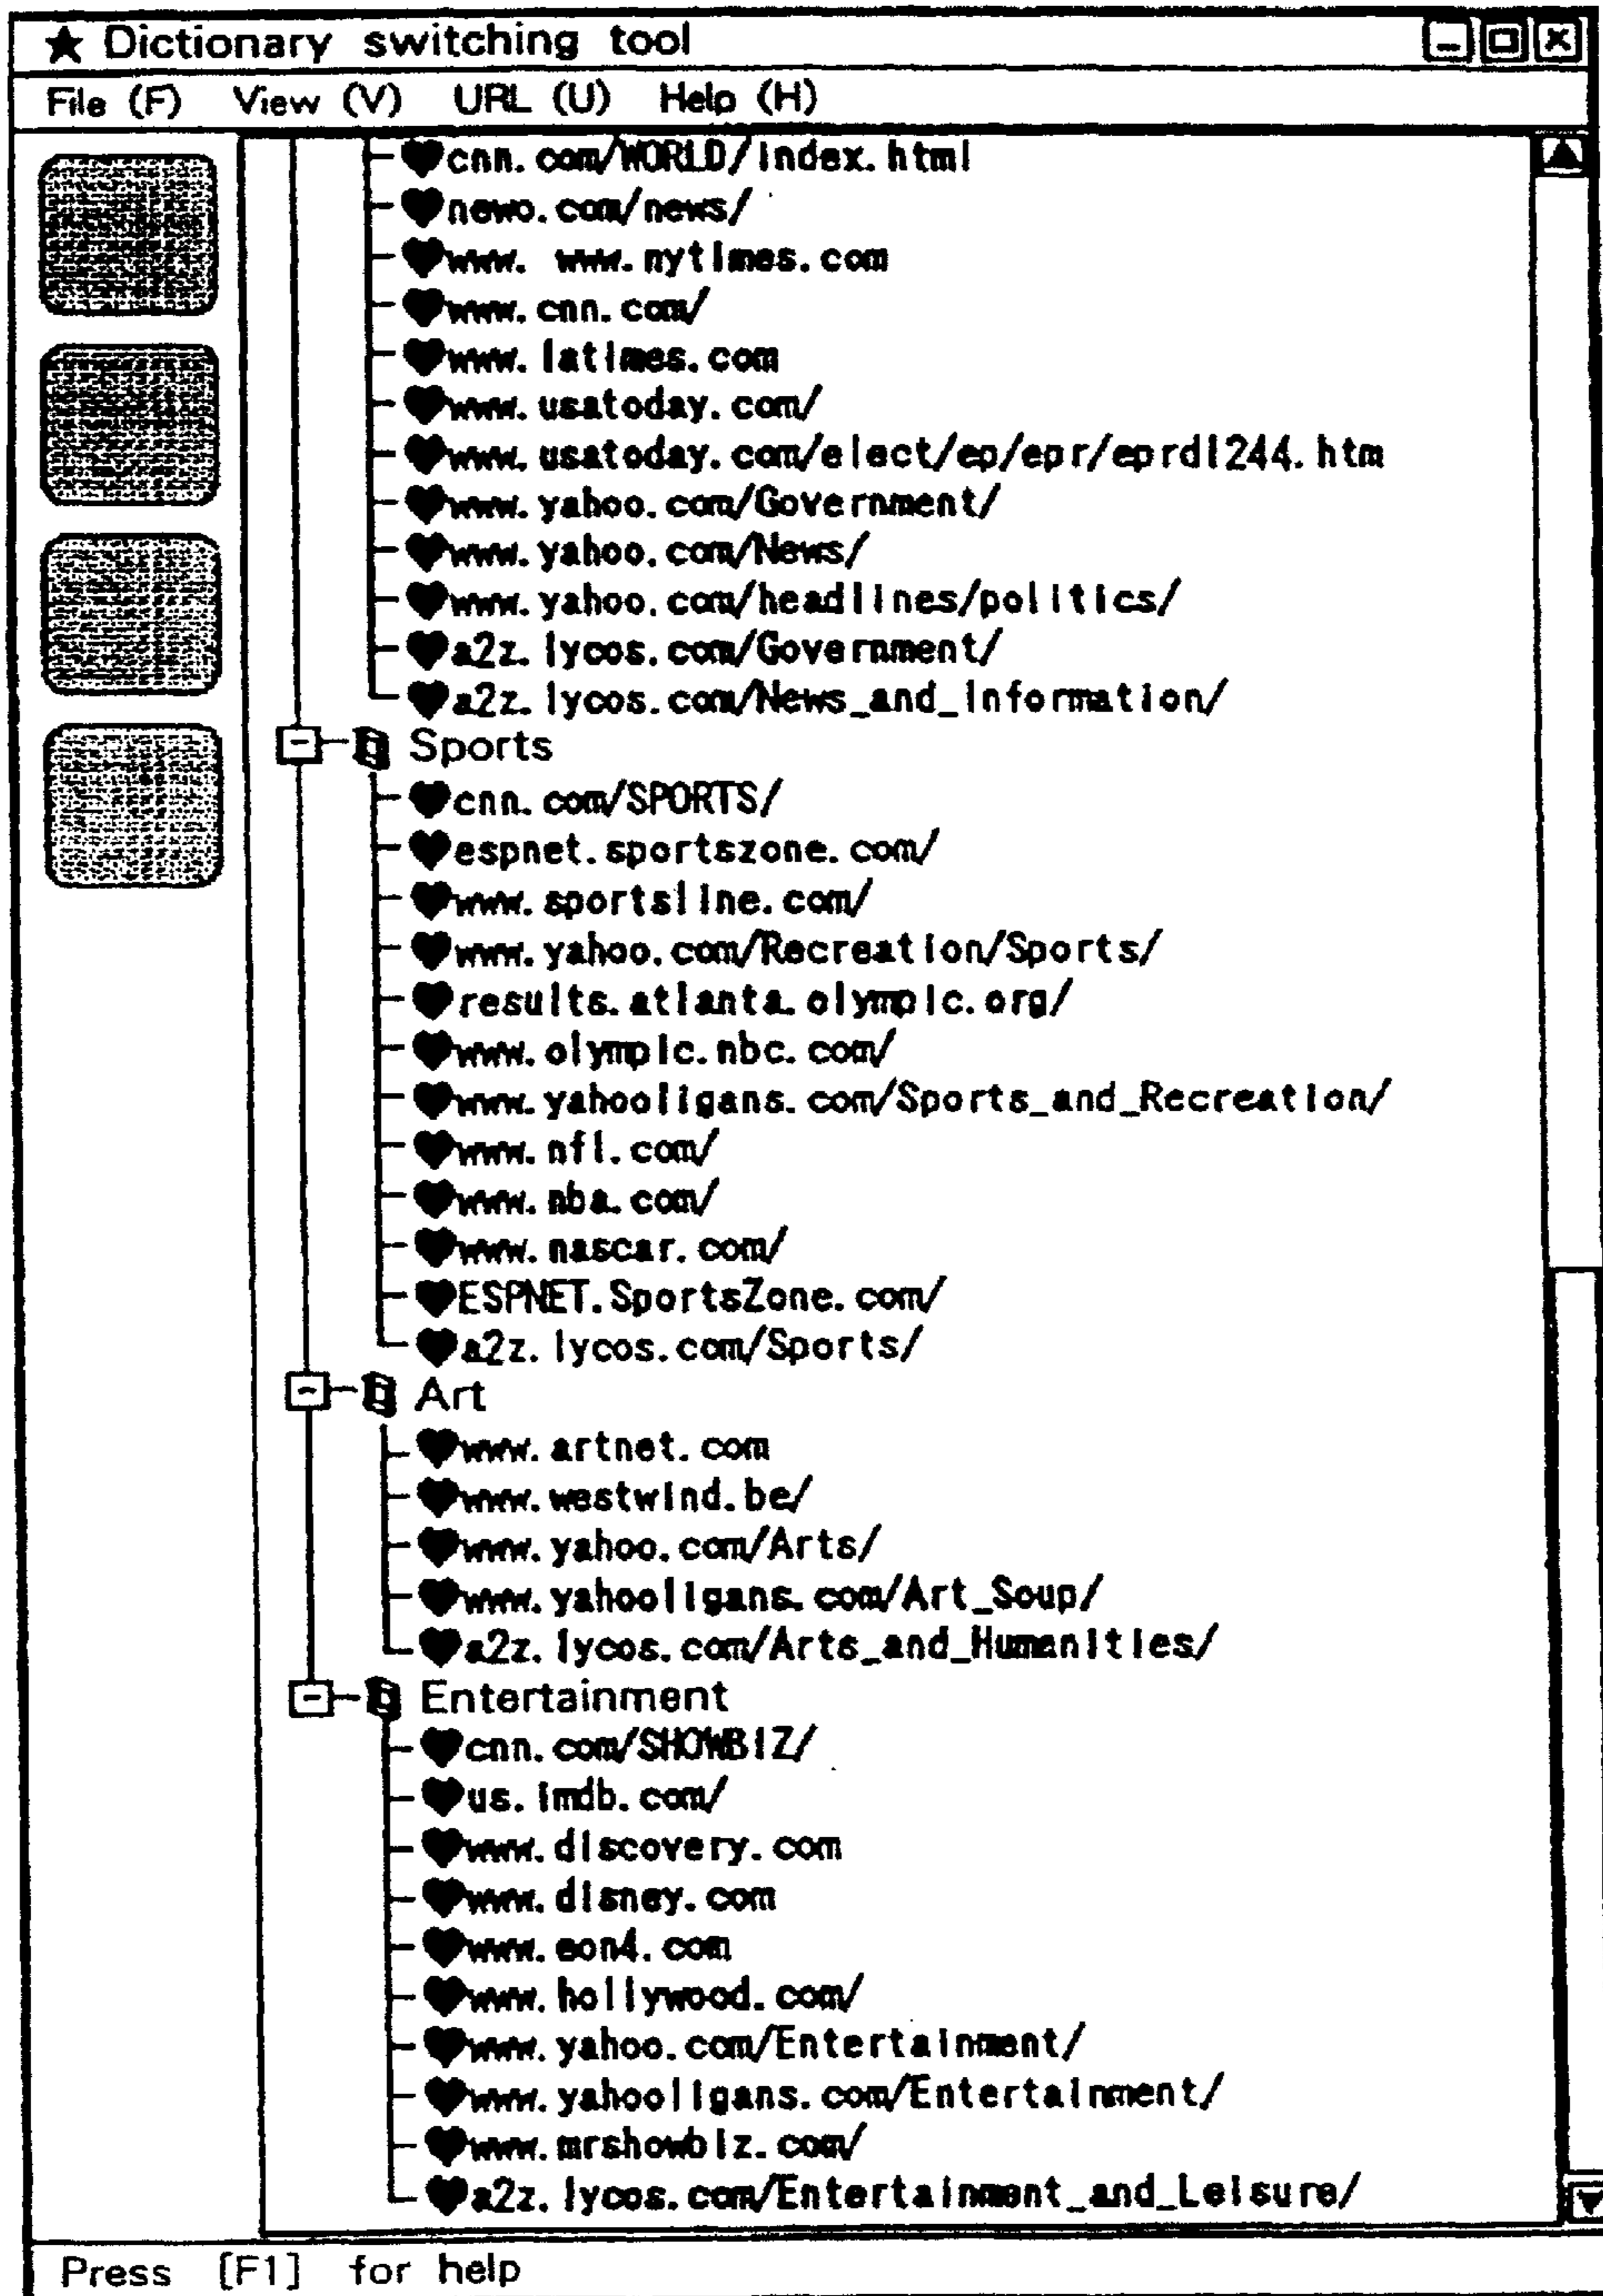 ★ Dictionary switching tool
File (F) View (V) URL (U) Help (H)
cnn.com/WORLD/index.html
newo.com/news/
www. www.nytimes.com
www.cnn.com/
www.latimes.com
www.usatoday.com/
www.usatoday.com/elect/ep/epr/eprdl244.htm
www.yahoo.com/Government/
www.yahoo.com/News/
www.yahoo.com/headlines/politics/
a2z.lycos.com/Government/
a2z.lycos.com/News_and_Information/
Sports
cnn.com/SPORTS/
espnet.sportszone.com/
www.sportsline.com/
www.yahoo.com/Recreation/Sports/
results.atlanta.olympic.org/
www.olympic.nbc.com/
www.yahooligans.com/Sports_and_Recreation/
www.nfl.com/
www.nba.com/
www.nascar.com/
ESPNET.SportsZone.com/
a2z.lycos.com/Sports/
Art
www.artnet.com
www.westwind.be/
www.yahoo.com/Arts/
www.yahooligans.com/Art_Soup/
a2z.lycos.com/Arts_and_Humanities/
Entertainment
cnn.com/SHOWBIZ/
us.imdb.com/
www.discovery.com
www.disney.com
www.eon4.com
www.hollywood.com/
www.yahoo.com/Entertainment/
www.yahooligans.com/Entertainment/
www.mrshowbiz.com/
a2z.lycos.com/Entertainment_and_Leisure/
Press [F1] for help